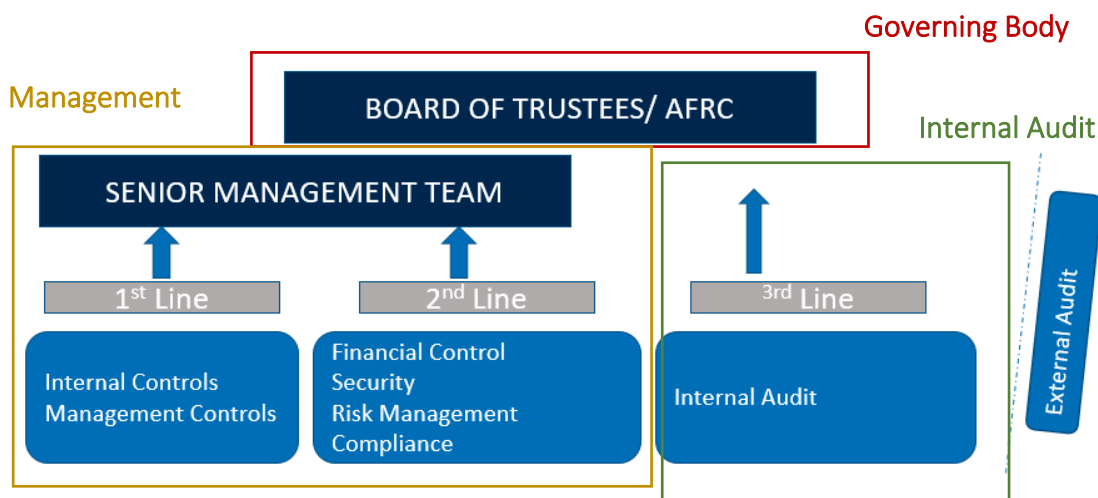 Governing Body
Management
BOARD OF TRUSTEES/ AFRC
Internal Audit
SENIOR MANAGEMENT TEAM
1st Line
2nd Line
3rd Line
Internal Controls
Management Controls
Financial Control
Security
Risk Management
Compliance
Internal Audit
External Audit